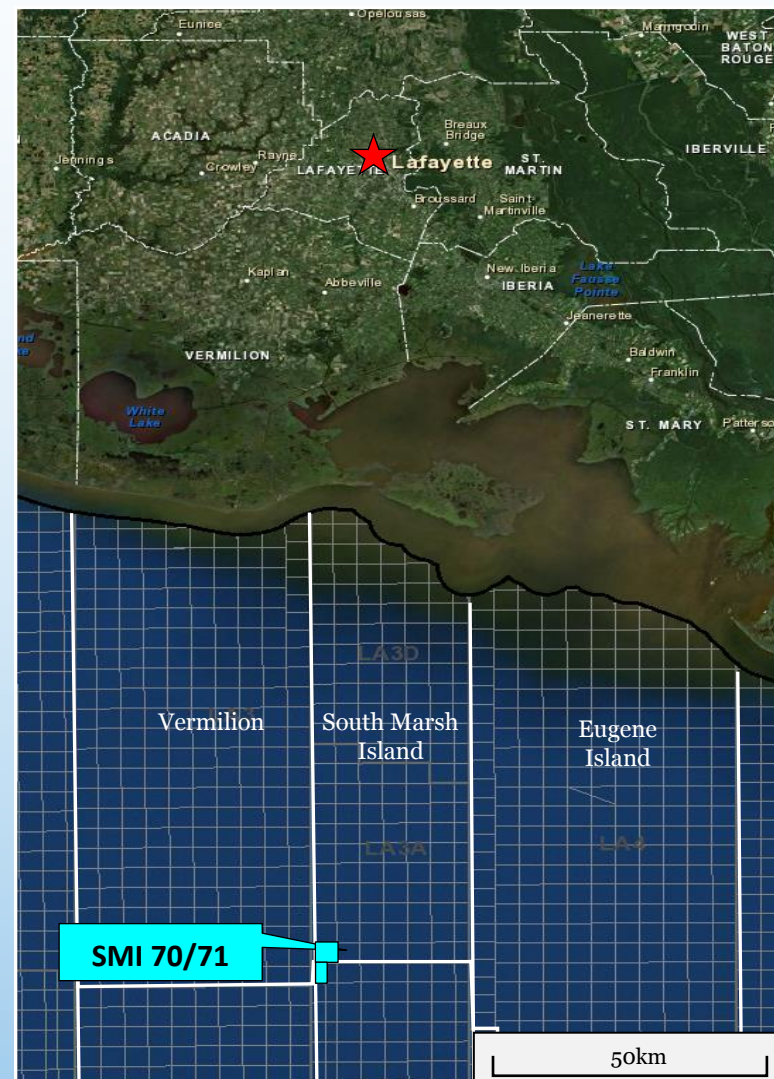 Opelousas
Eunice
Maringouin
WEST
BATON
ROUGE
ACADIA
Breaux
Bridge
IBERVILLE
Jennings
Crowley
Rayne
LAFAYETTE
Lafayette
ST.
MARTIN
Broussard
Saint
Martinville
Kaplan
Abbeville
New Iberia
IBERIA
Lake
Fausse
Pointe
Jeanerette
VERMILION
Baldwin
Franklin
White
Lake
ST. MARY
Patterso
LA3D
Vermilion
South Marsh
Island
Eugene
Island
LA3A
LA4
SMI 70/71
50km